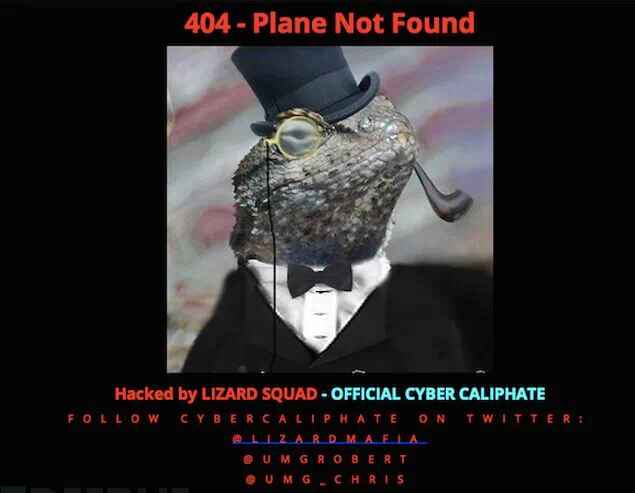 404 - Plane Not Found
Hacked by LIZARD SQUAD - OFFICIAL CYBER CALIPHATE
FOLLOW CYBERCALIPHATE ON TWITTER:
@LIZARDMAFIA
@UMGROBERT
@UMG_CHRIS